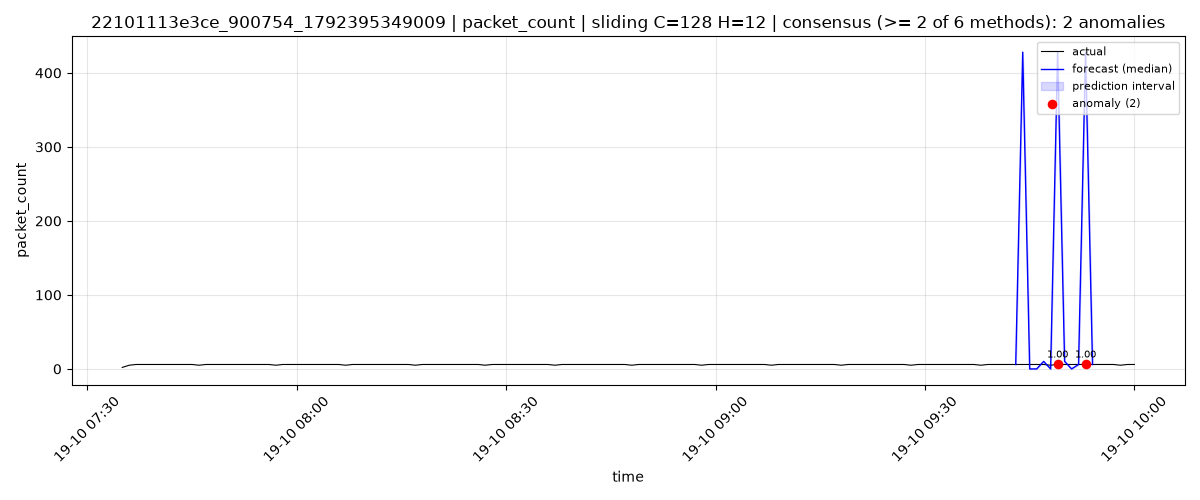 22101113e3ce_900754_1792395349009 | packet_count | sliding C=128 H=12 | consensus (>= 2 of 6 methods): 2 anomalies
actual
forecast (median)
prediction interval
anomaly (2)
packet_count
400
300
200
100
0
1.00 1.00
19-10 07:30 19-10 08:00 19-10 08:30 19-10 09:00 19-10 09:30 19-10 10:00
time